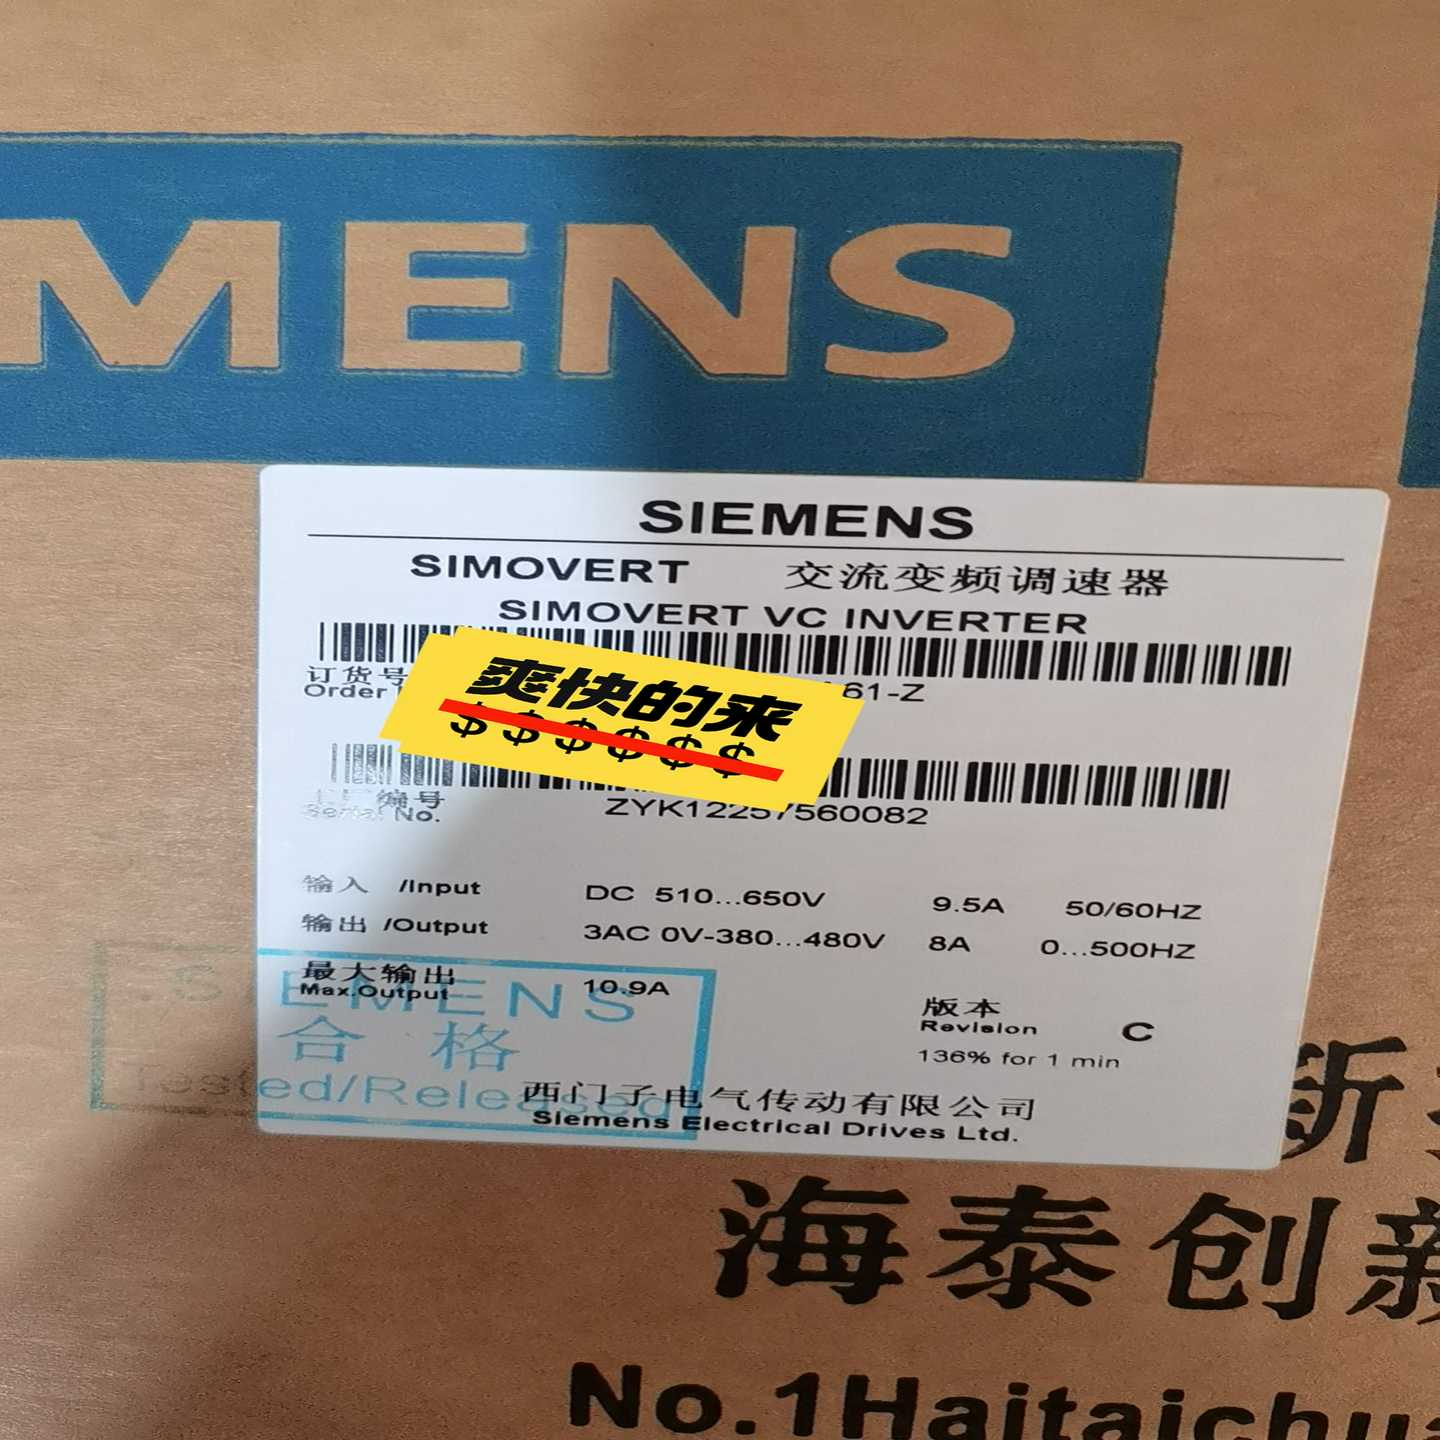 MENS
SIEMENS
SIMOVERT 交流变频调速器
SIMOVERT VC INVERTER
订货号
Order
61-Z
爽快的来
$$$$$$
编号
Serial No.
ZYK12257560082
输入 /Input DC 510...650V 9.5A 50/60HZ
输出 /Output 3AC 0V-380...480V 8A 0...500HZ
最大输出
Max.Output 10.9A
版本
Revision C
136% for 1 min
SIEMENS
合格
Tested/Released
西门子电气传动有限公司
Siemens Electrical Drives Ltd.
新
海泰创新
No.1Haitaichua